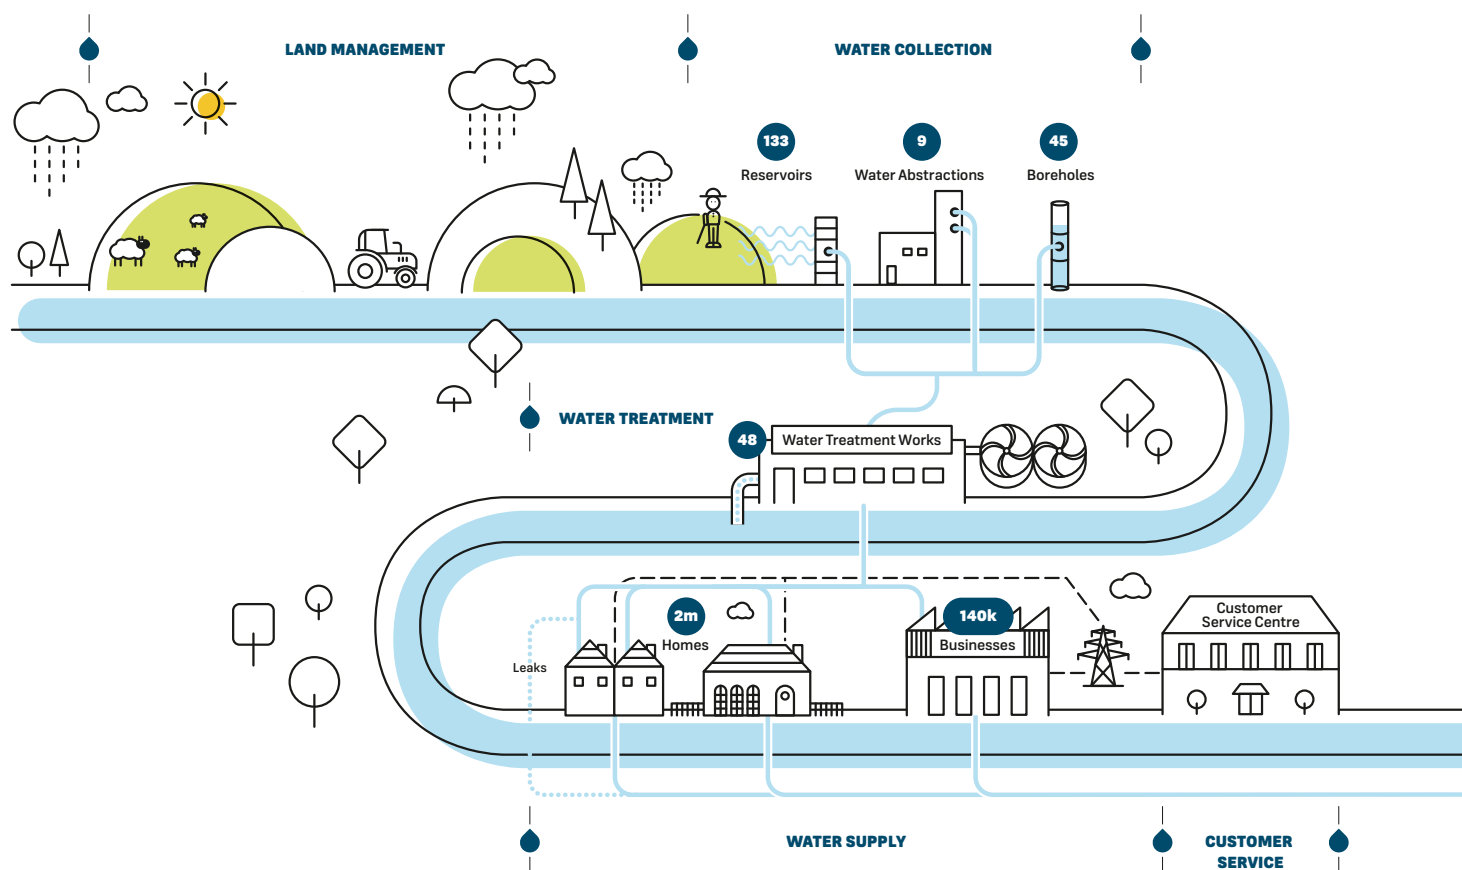 LAND MANAGEMENT
WATER COLLECTION
133
Reservoirs
9
Water Abstractions
45
Boreholes
WATER TREATMENT
48
Water Treatment Works
2m
Homes
140k
Businesses
Customer
Service Centre
Leaks
WATER SUPPLY
CUSTOMER
SERVICE